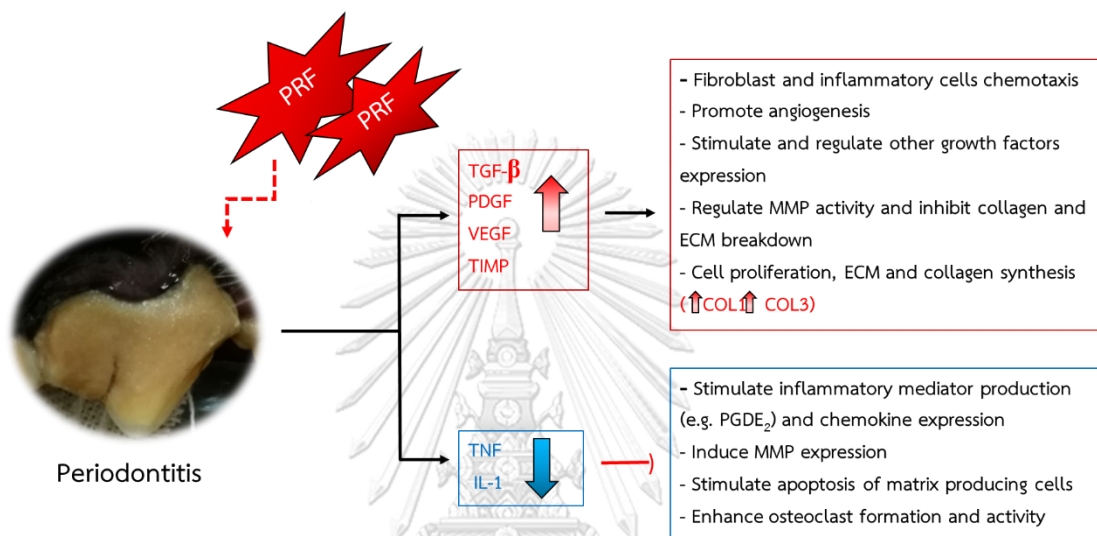 PRF
PRF
TGF-β
PDGF
VEGF
TIMP
- Fibroblast and inflammatory cells chemotaxis
- Promote angiogenesis
- Stimulate and regulate other growth factors
expression
- Regulate MMP activity and inhibit collagen and
ECM breakdown
- Cell proliferation, ECM and collagen synthesis
(COL1 COL3)
Periodontitis
TNF
IL-1
- Stimulate inflammatory mediator production
(e.g. PGDE₂) and chemokine expression
- Induce MMP expression
- Stimulate apoptosis of matrix producing cells
- Enhance osteoclast formation and activity